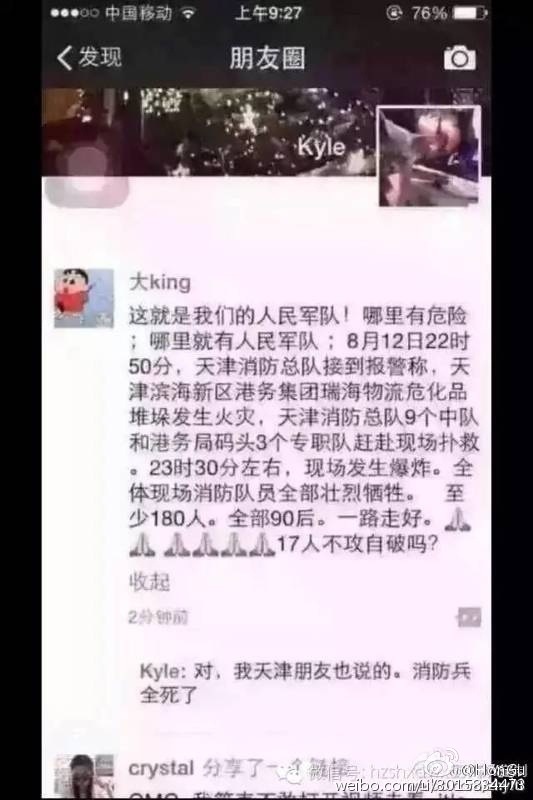 中国移动 上午9:27 76%
发现 朋友圈
Kyle
大king
这就是我们的人民军队！哪里有危险
；哪里就有人民军队；8月12日22时
50分，天津消防总队接到报警称，天
津滨海新区港务集团瑞海物流危化品
堆垛发生火灾，天津消防总队9个中队
和港务局码头3个专职队赶赴现场扑救
。23时30分左右，现场发生爆炸。全
体现场消防队员全部壮烈牺牲。 至
少180人。全部90后。一路走好。🙏
🙏 🙏🙏🙏🙏17人不攻自破吗?
收起
2分钟前
Kyle: 对，我天津朋友也说的。消防兵
全死了
crystal 分享了一个链接
微信号:
weibo.com/u/3015334473